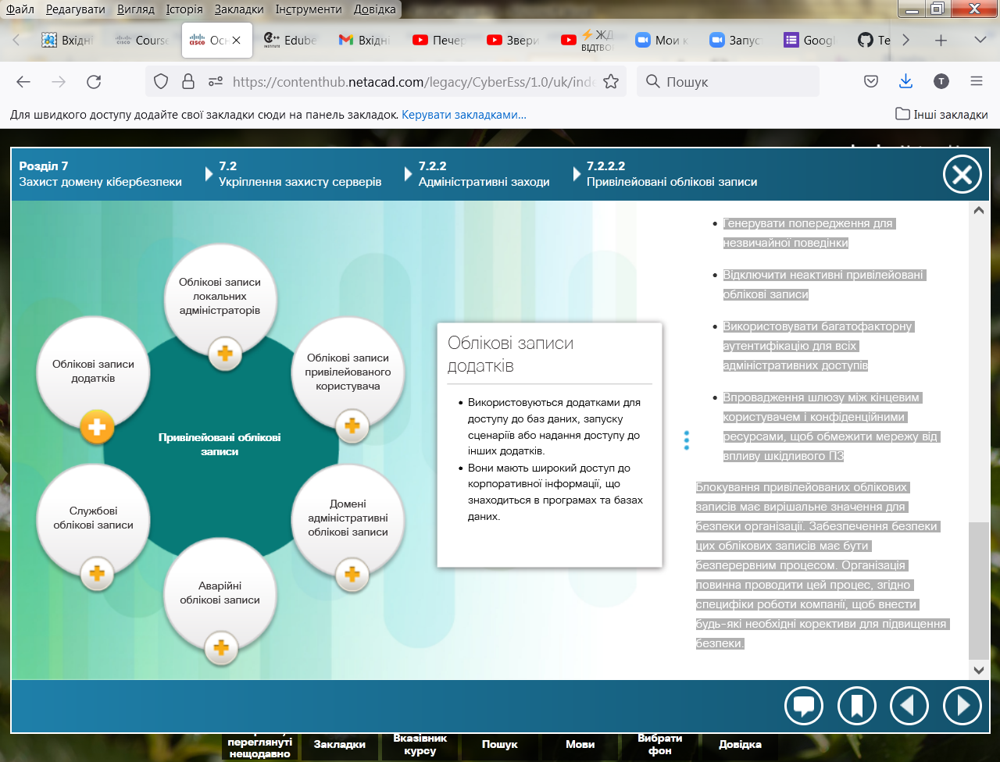 Файл Редагувати Вигляд Історія Закладки Інструменти Довідка
Вхідні
Course
Осн
Edube
Вхідні
Печер
Звери
⚡ЖД
ВІДТВО
Мои к
Запус
Googl
Te
https://contenthub.netacad.com/legacy/CyberEss/1.0/uk/inde
Пошук
T
Для швидкого доступу додайте свої закладки сюди на панель закладок. Керувати закладками...
Інші закладки
Розділ 7
Захист домену кібербезпеки
7.2
Укріплення захисту серверів
7.2.2
Адміністративні заходи
7.2.2.2
Привілейовані облікові записи
Облікові записи
локальних
адміністраторів
Облікові записи
додатків
Облікові записи
привілейованого
користувача
Привілейовані облікові
записи
Службові
облікові записи
Домені
адміністративні
облікові записи
Аварійні
облікові записи
Облікові записи
додатків
• Використовуються додатками для
доступу до баз даних, запуску
сценаріїв або надання доступу до
інших додатків.
• Вони мають широкий доступ до
корпоративної інформації, що
знаходиться в програмах та базах
даних.
• Генерувати попередження для
незвичайної поведінки
• Відключити неактивні привілейовані
облікові записи
• Використовувати багатофакторну
аутентифікацію для всіх
адміністративних доступів
• Впровадження шлюзу між кінцевим
користувачем і конфіденційними
ресурсами, щоб обмежити мережу від
впливу шкідливого ПЗ
Блокування привілейованих облікових
записів має вирішальне значення для
безпеки організації. Забезпечення безпеки
цих облікових записів має бути
безперервним процесом. Організація
повинна проводити цей процес, згідно
специфіки роботи компанії, щоб внести
будь-які необхідні корективи для підвищення
безпеки.
переглянуті
нещодавно
Закладки
Вказівник
курсу
Пошук
Мови
Вибрати
фон
Довідка